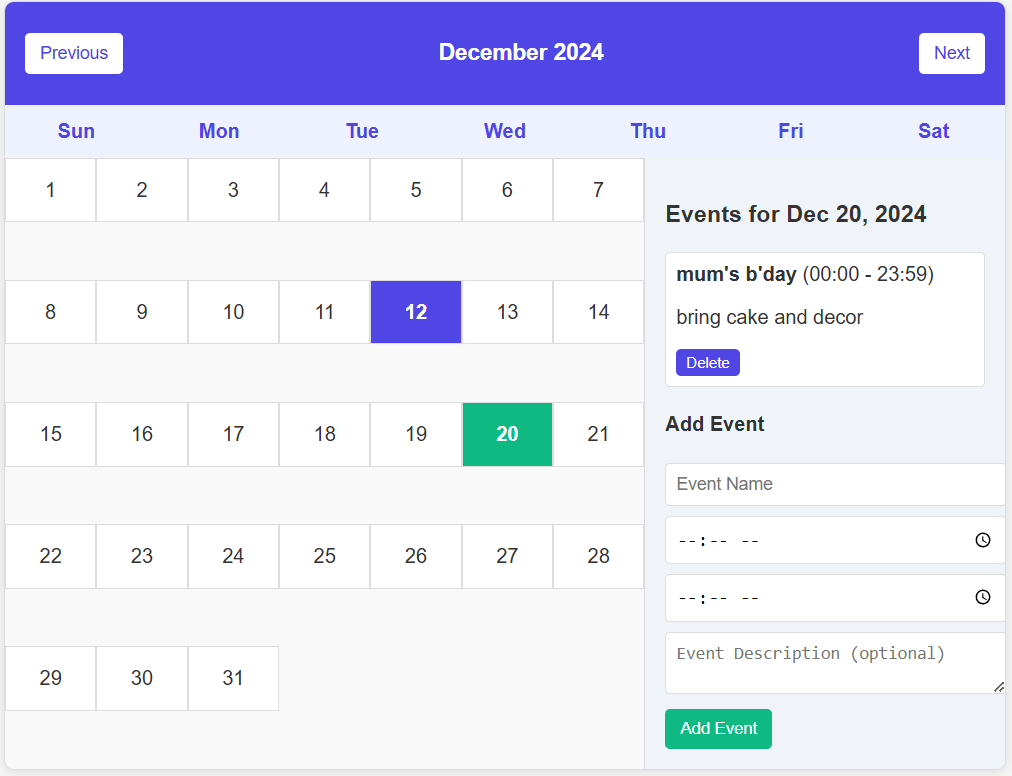 Previous December 2024 Next
Sun Mon Tue Wed Thu Fri Sat
1 2 3 4 5 6 7
8 9 10 11 12 13 14
15 16 17 18 19 20 21
22 23 24 25 26 27 28
29 30 31
Events for Dec 20, 2024
mum's b'day (00:00 - 23:59)
bring cake and decor
Delete
Add Event
Event Name
--:-- --
--:-- --
Event Description (optional)
Add Event